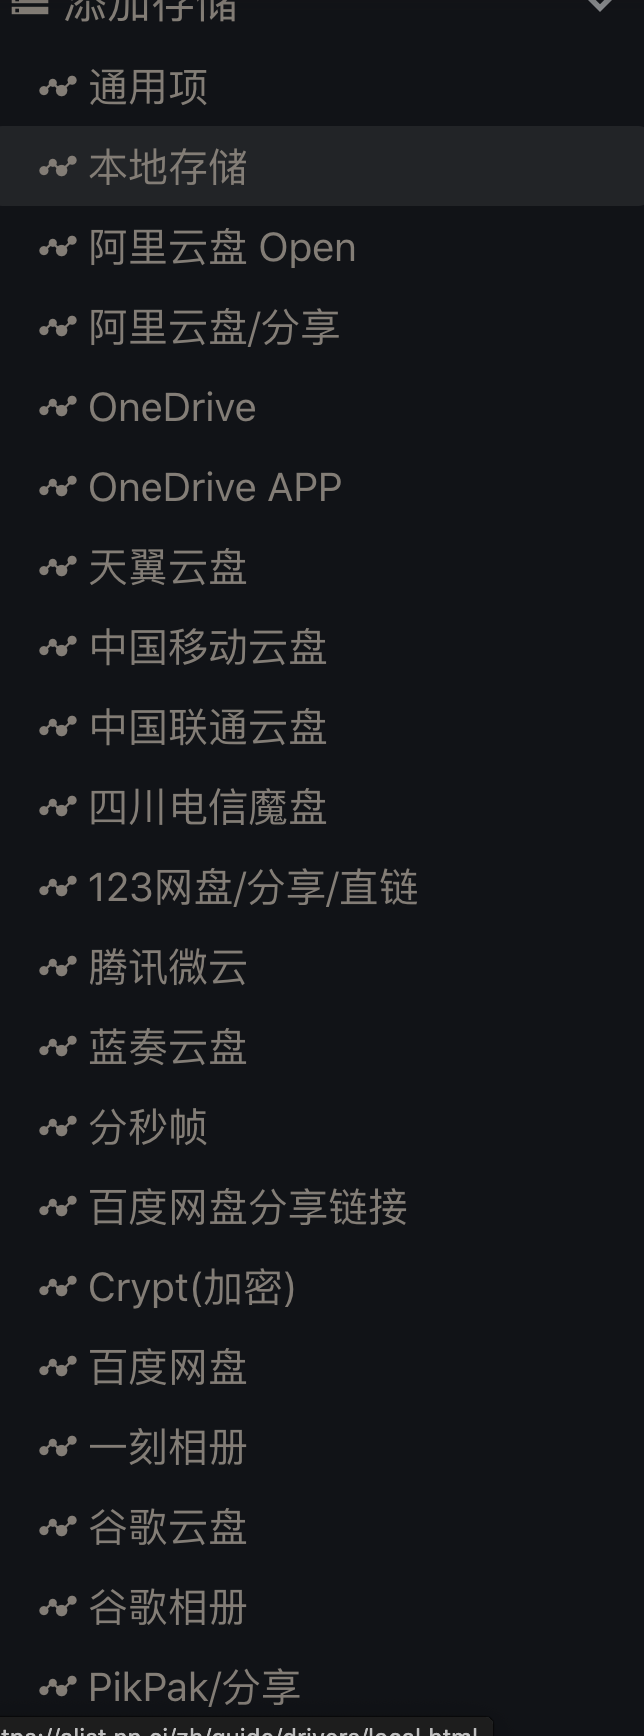 添加存储
通用项
本地存储
阿里云盘 Open
阿里云盘/分享
OneDrive
OneDrive APP
天翼云盘
中国移动云盘
中国联通云盘
四川电信魔盘
123网盘/分享/直链
腾讯微云
蓝奏云盘
分秒帧
百度网盘分享链接
Crypt(加密)
百度网盘
一刻相册
谷歌云盘
谷歌相册
PikPak/分享
tps://alist.nn.ci/zh/guide/drivers/local.html